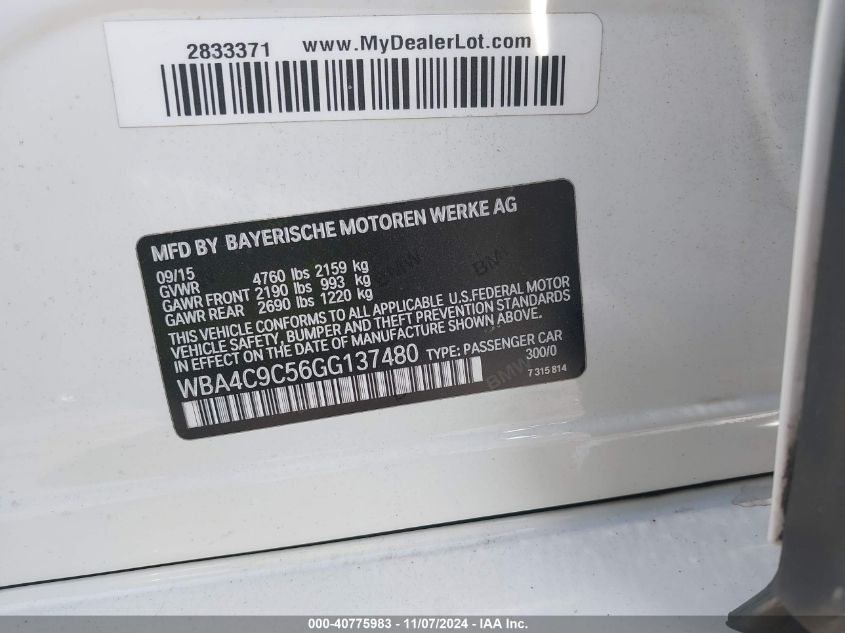 2833371 www.MyDealerLot.com
MFD BY BAYERISCHE MOTOREN WERKE AG
09/15
GVWR 4760 lbs 2159 kg
GAWR FRONT 2190 lbs 993 kg
GAWR REAR 2690 lbs 1220 kg
THIS VEHICLE CONFORMS TO ALL APPLICABLE U.S.FEDERAL MOTOR
VEHICLE SAFETY, BUMPER AND THEFT PREVENTION STANDARDS
IN EFFECT ON THE DATE OF MANUFACTURE SHOWN ABOVE.
WBA4C9C56GG137480 TYPE: PASSENGER CAR
300/0
7 315 814
BMW
BMW
BMW
000-40775983 - 11/07/2024 - IAA Inc.